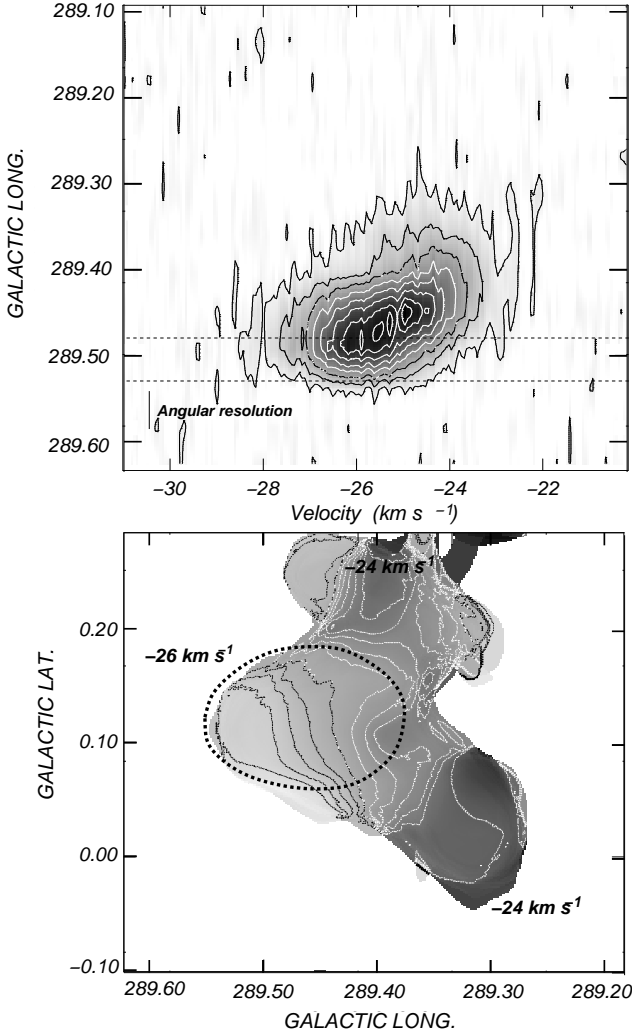 289.10
289.20
289.30
289.40
289.50
289.60
GALACTIC LONG.
Angular resolution
−30
−28
−26
−24
−22
Velocity (km s −1)
−24 km s−1
−26 km s−1
−24 km s−1
0.20
0.10
0.00
−0.10
GALACTIC LAT.
289.60
289.50
289.40
289.30
289.20
GALACTIC LONG.